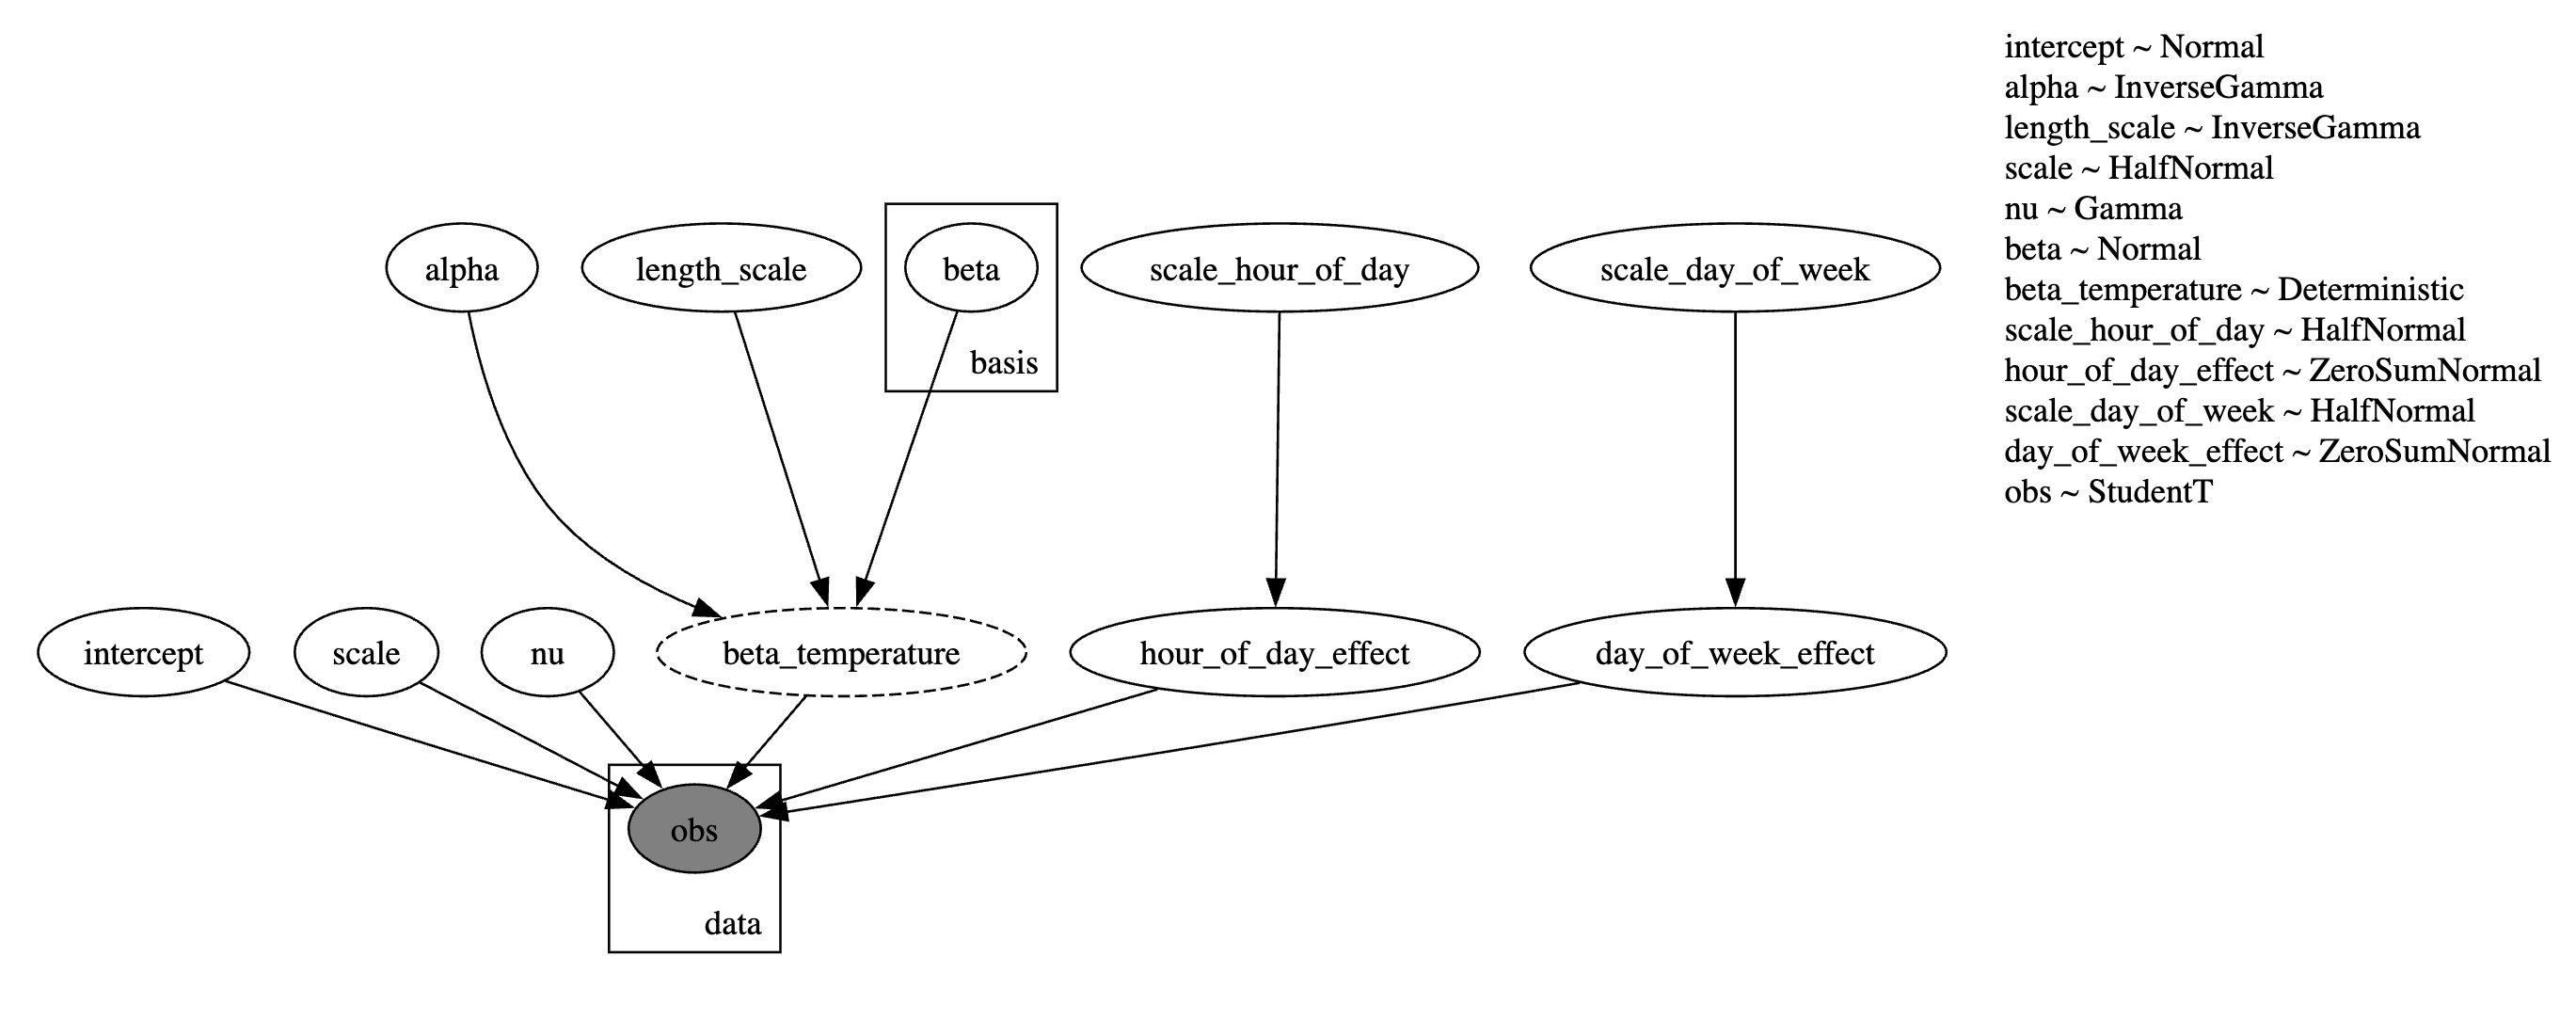 intercept ~ Normal
alpha ~ InverseGamma
length_scale ~ InverseGamma
scale ~ HalfNormal
nu ~ Gamma
beta ~ Normal
beta_temperature ~ Deterministic
scale_hour_of_day ~ HalfNormal
hour_of_day_effect ~ ZeroSumNormal
scale_day_of_week ~ HalfNormal
day_of_week_effect ~ ZeroSumNormal
obs ~ StudentT
alpha
length_scale
beta
scale_hour_of_day
scale_day_of_week
basis
intercept
scale
nu
beta_temperature
hour_of_day_effect
day_of_week_effect
obs
data